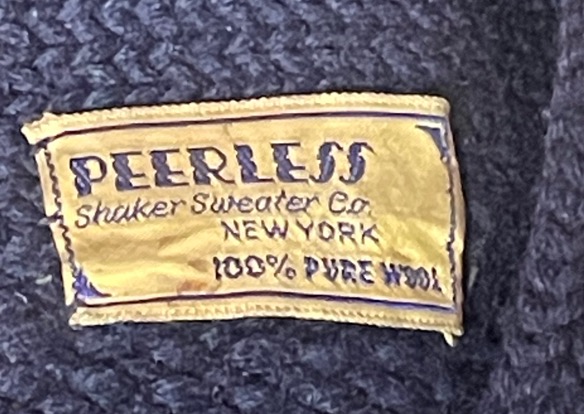 PEERLESS
Shaker Sweater Co.
NEW YORK
100% PURE WOOL